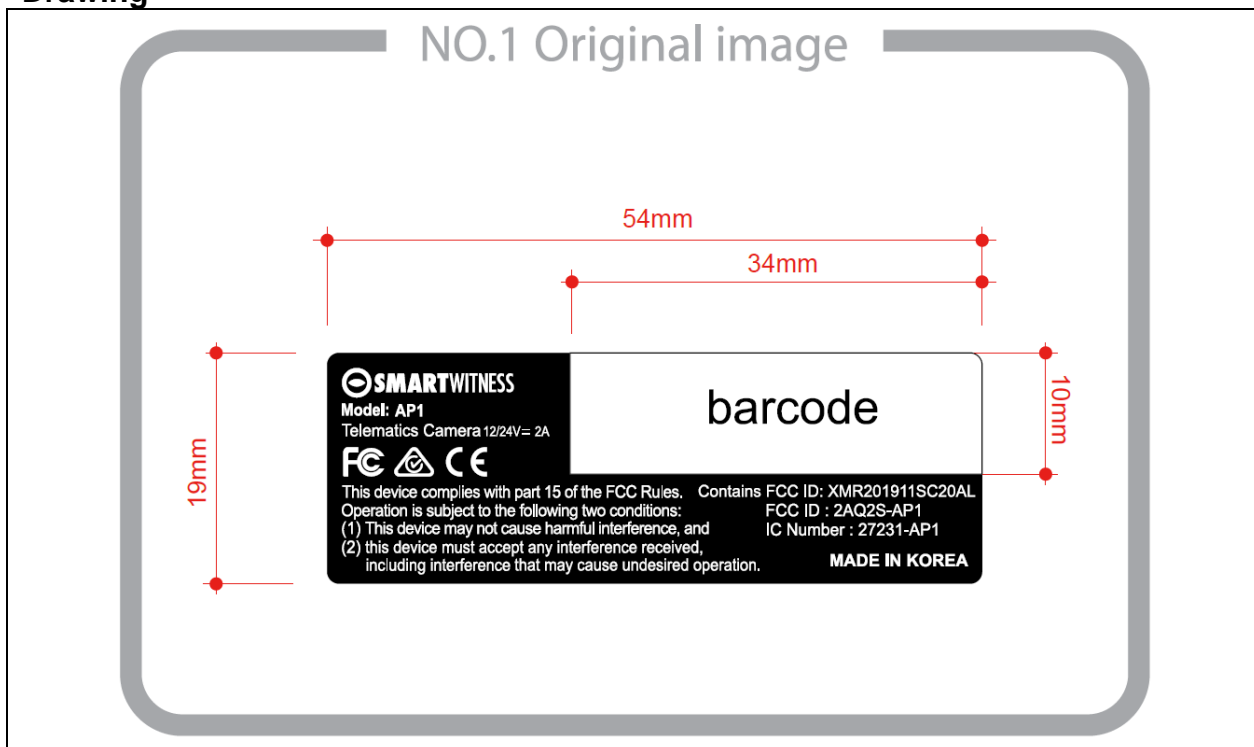 Drawing
NO.1 Original image
54mm
34mm
19mm
10mm
SMARTWITNESS
Model: AP1
Telematics Camera 12/24V= 2A
FC CE
barcode
This device complies with part 15 of the FCC Rules.
Operation is subject to the following two conditions:
(1) This device may not cause harmful interference, and
(2) this device must accept any interference received,
including interference that may cause undesired operation.
Contains FCC ID: XMR201911SC20AL
FCC ID : 2AQ2S-AP1
IC Number : 27231-AP1
MADE IN KOREA